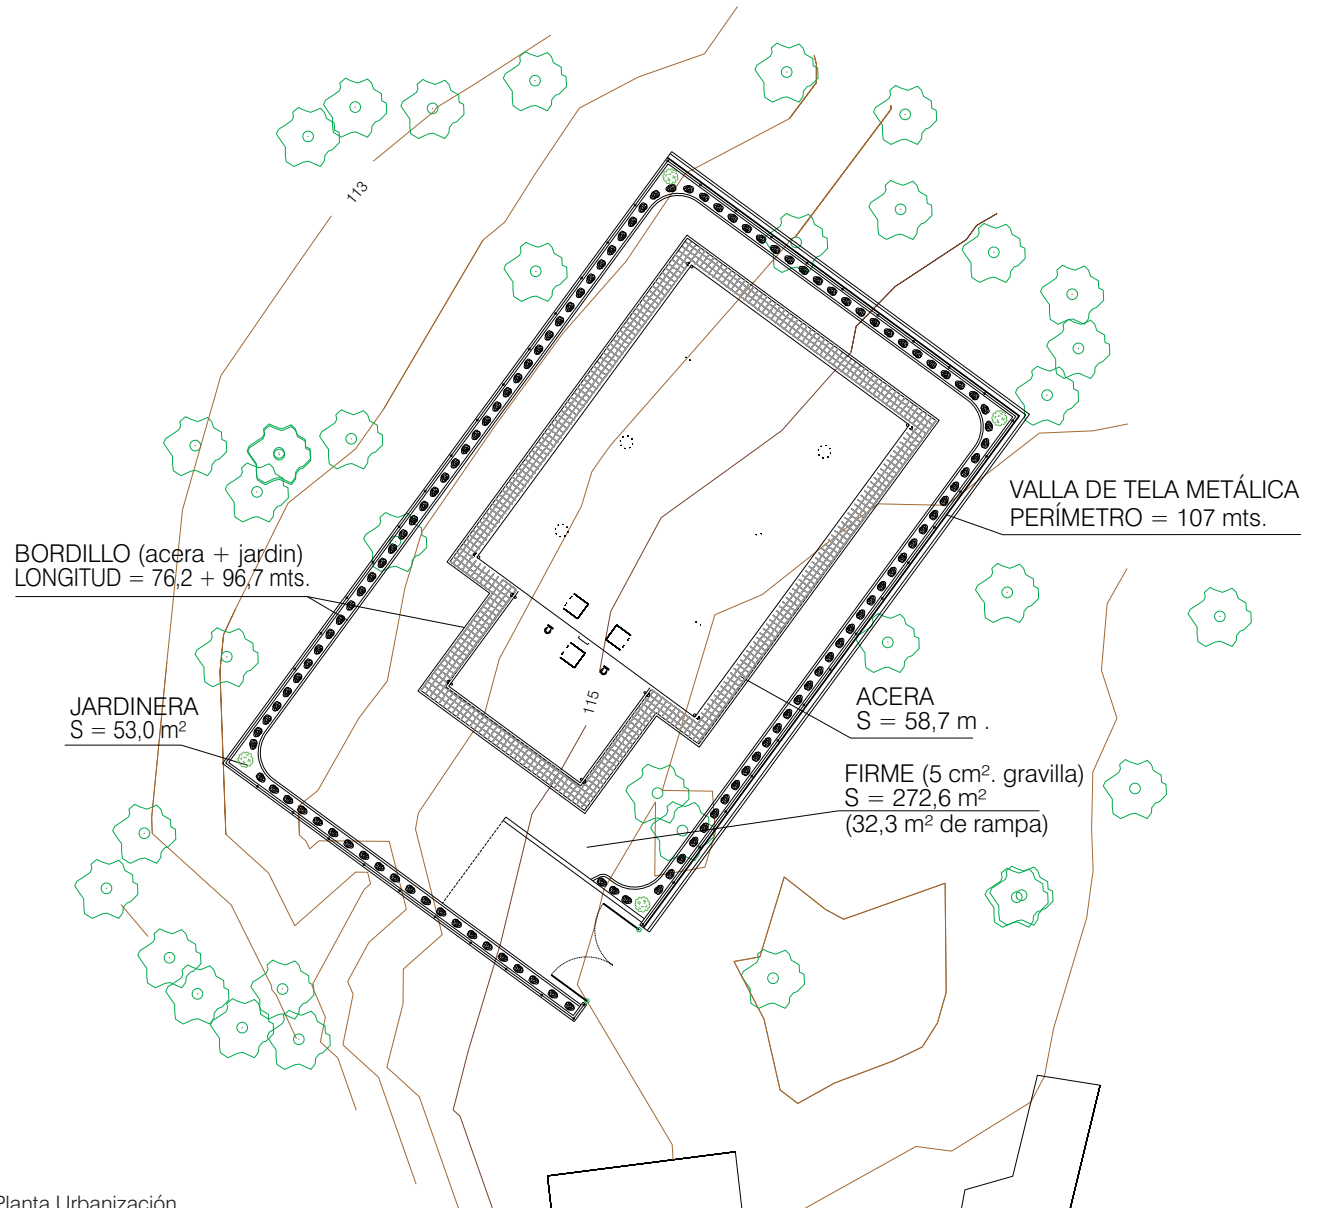 113
VALLA DE TELA METÁLICA
PERÍMETRO = 107 mts.
BORDILLO (acera + jardin)
LONGITUD = 76,2 + 96,7 mts.
JARDINERA
S = 53,0 m²
115
ACERA
S = 58,7 m .
FIRME (5 cm². gravilla)
S = 272,6 m²
(32,3 m² de rampa)
Planta Urbanización